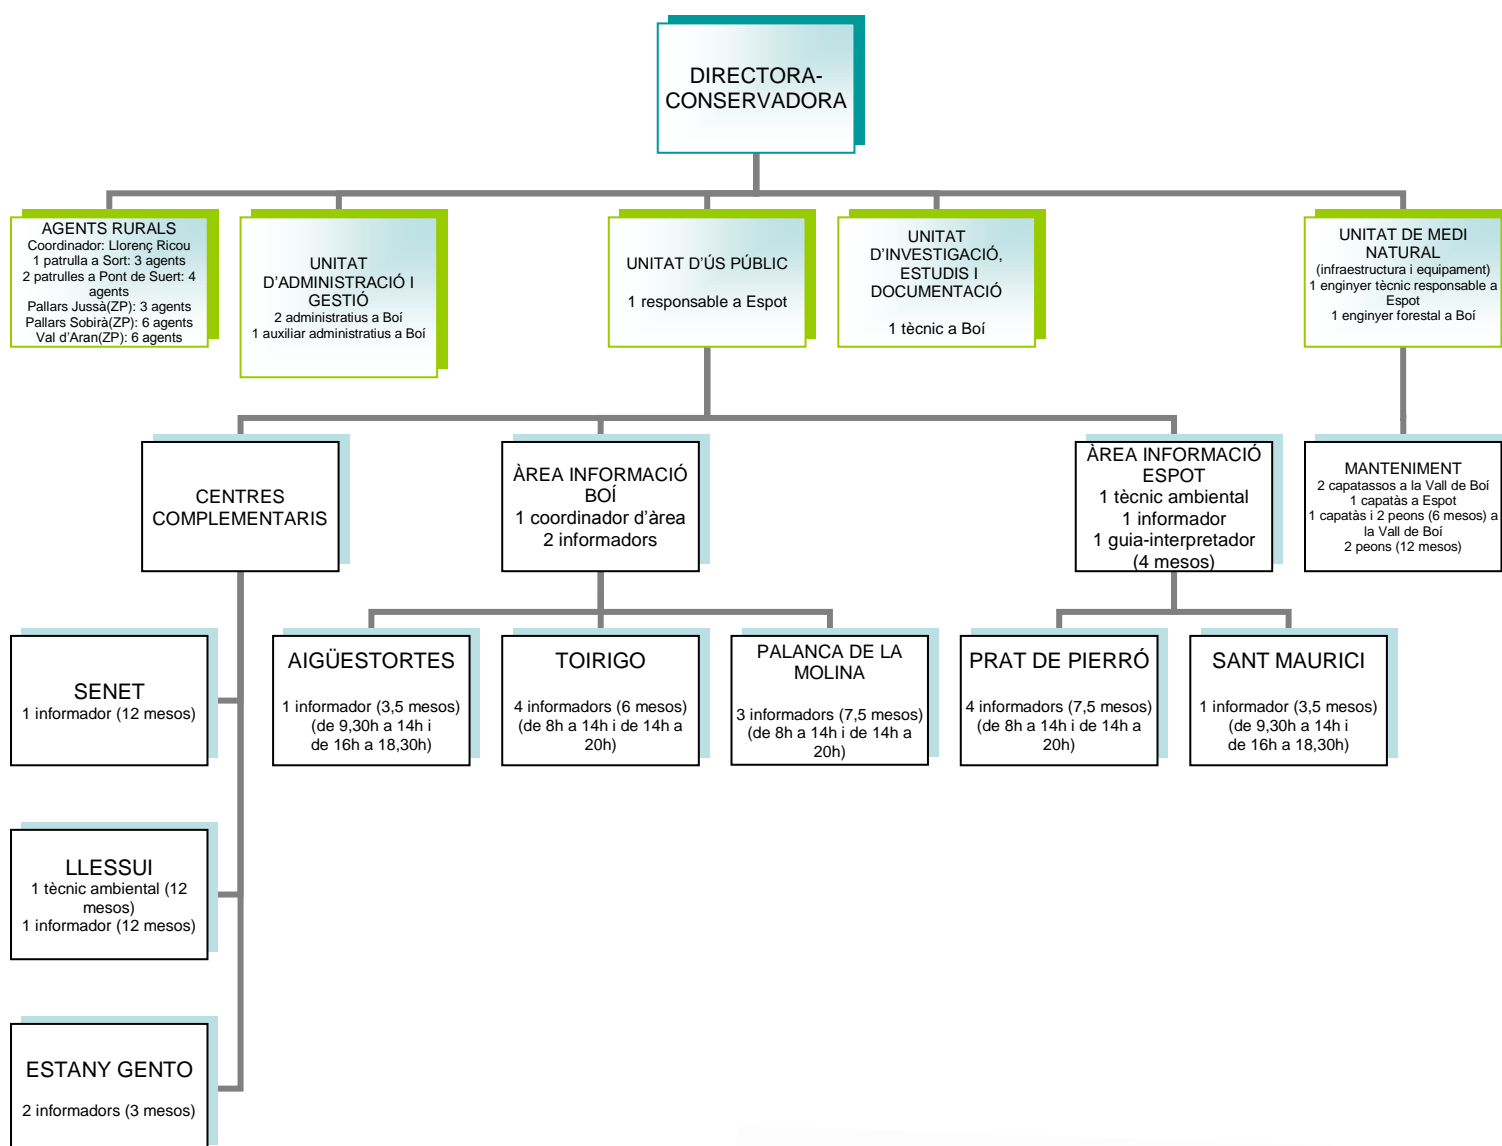 DIRECTORA-
CONSERVADORA
AGENTS RURALS
Coordinador: Llorenç Ricou
1 patrulla a Sort: 3 agents
2 patrulles a Pont de Suert: 4
agents
Pallars Jussà(ZP): 3 agents
Pallars Sobirà(ZP): 6 agents
Val d’Aran(ZP): 6 agents
UNITAT
D’ADMINISTRACIÓ I
GESTIÓ
2 administratius a Boí
1 auxiliar administratius a Boí
UNITAT D’ÚS PÚBLIC
1 responsable a Espot
UNITAT
D’INVESTIGACIÓ,
ESTUDIS I
DOCUMENTACIÓ
1 tècnic a Boí
UNITAT DE MEDI
NATURAL
(infraestructura i equipament)
1 enginyer tècnic responsable a
Espot
1 enginyer forestal a Boí
CENTRES
COMPLEMENTARIS
ÀREA INFORMACIÓ
BOÍ
1 coordinador d’àrea
2 informadors
ÀREA INFORMACIÓ
ESPOT
1 tècnic ambiental
1 informador
1 guia-interpretador
(4 mesos)
MANTENIMENT
2 capatassos a la Vall de Boí
1 capatàs a Espot
1 capatàs i 2 peons (6 mesos) a
la Vall de Boí
2 peons (12 mesos)
SENET
1 informador (12 mesos)
AIGÜESTORTES
1 informador (3,5 mesos)
(de 9,30h a 14h i
de 16h a 18,30h)
TOIRIGO
4 informadors (6 mesos)
(de 8h a 14h i de 14h a
20h)
PALANCA DE LA
MOLINA
3 informadors (7,5 mesos)
(de 8h a 14h i de 14h a
20h)
PRAT DE PIERRÓ
4 informadors (7,5 mesos)
(de 8h a 14h i de 14h a
20h)
SANT MAURICI
1 informador (3,5 mesos)
(de 9,30h a 14h i
de 16h a 18,30h)
LLESSUI
1 tècnic ambiental (12
mesos)
1 informador (12 mesos)
ESTANY GENTO
2 informadors (3 mesos)